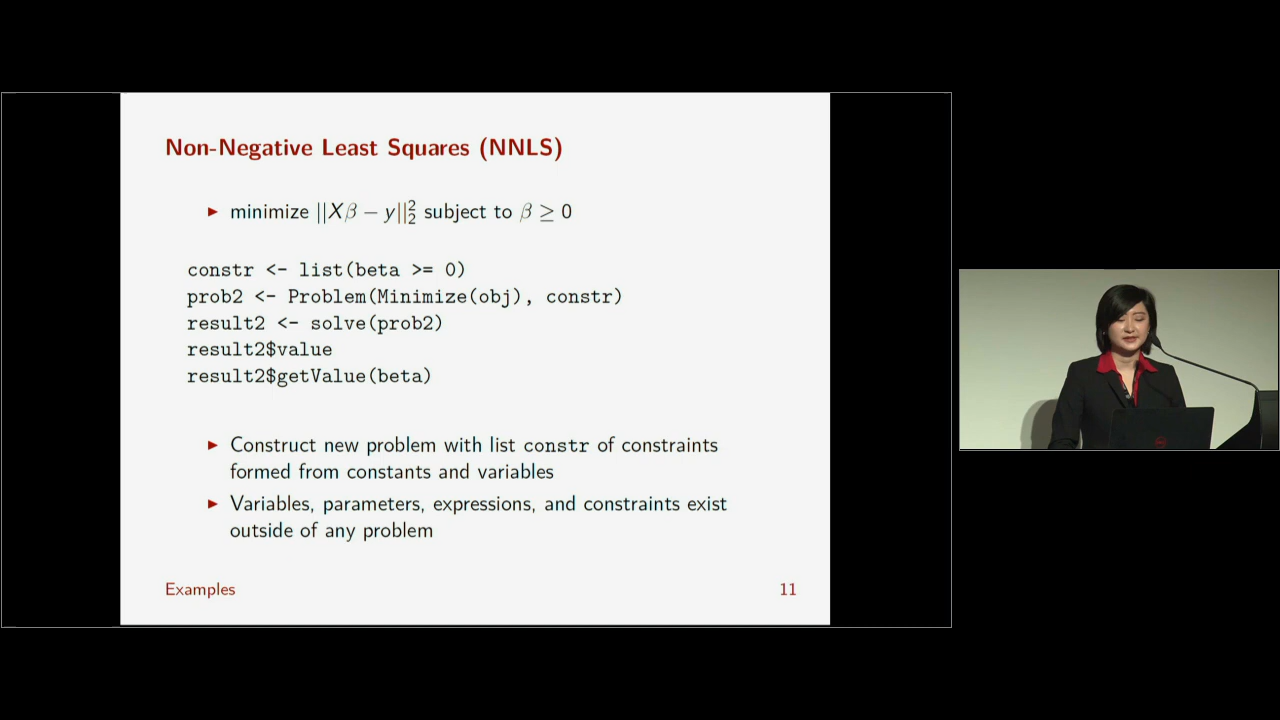 Non-Negative Least Squares (NNLS)
▶ minimize ||Xβ − y||₂² subject to β ≥ 0
constr <- list(beta >= 0)
prob2 <- Problem(Minimize(obj), constr)
result2 <- solve(prob2)
result2$value
result2$getValue(beta)
▶ Construct new problem with list constr of constraints
formed from constants and variables
▶ Variables, parameters, expressions, and constraints exist
outside of any problem
Examples 11